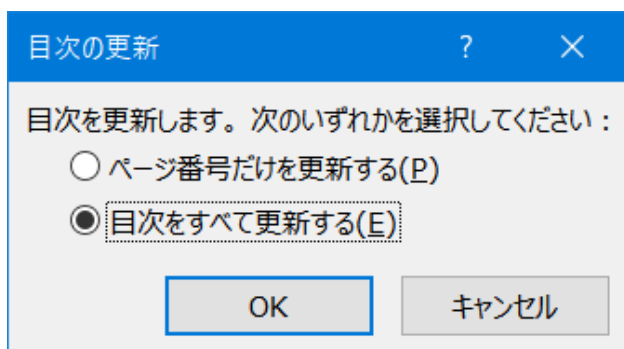 目次の更新 ? ×
目次を更新します。次のいずれかを選択してください：
ページ番号だけを更新する(P)
目次をすべて更新する(E)
OK キャンセル